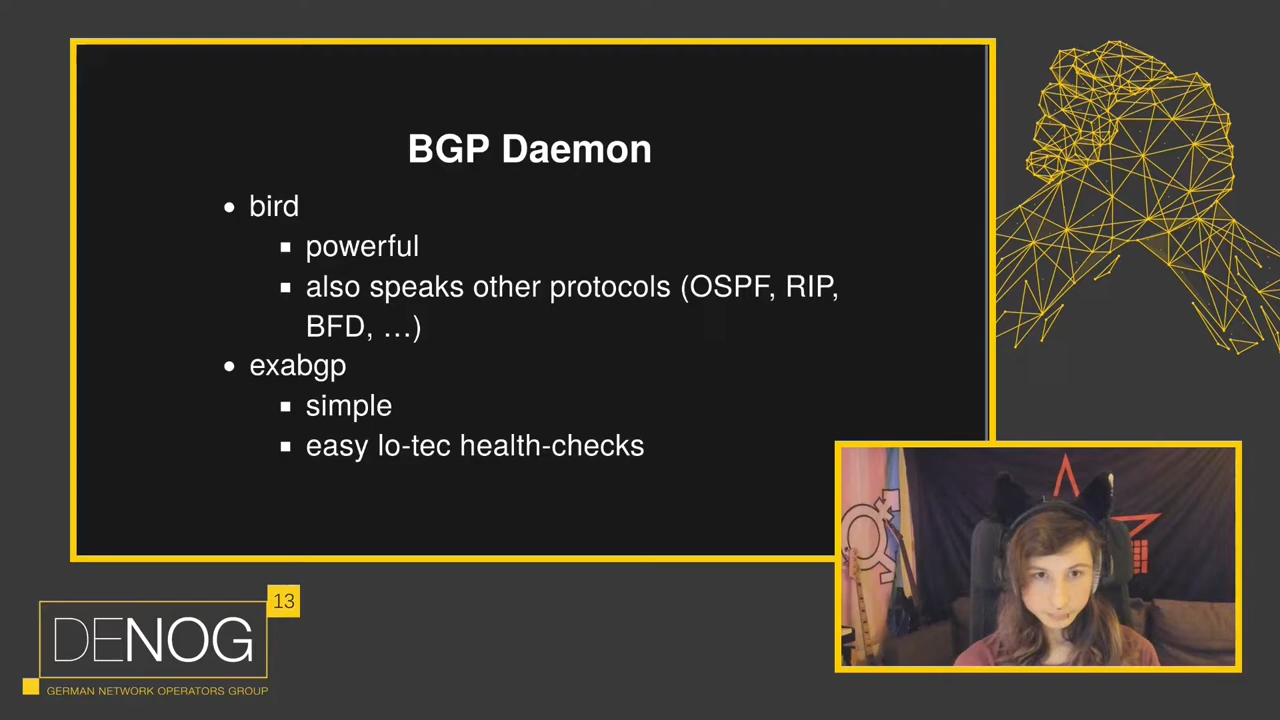 BGP Daemon
bird
powerful
also speaks other protocols (OSPF, RIP,
BFD, …)
exabgp
simple
easy lo-tec health-checks
13
DENOG
GERMAN NETWORK OPERATORS GROUP